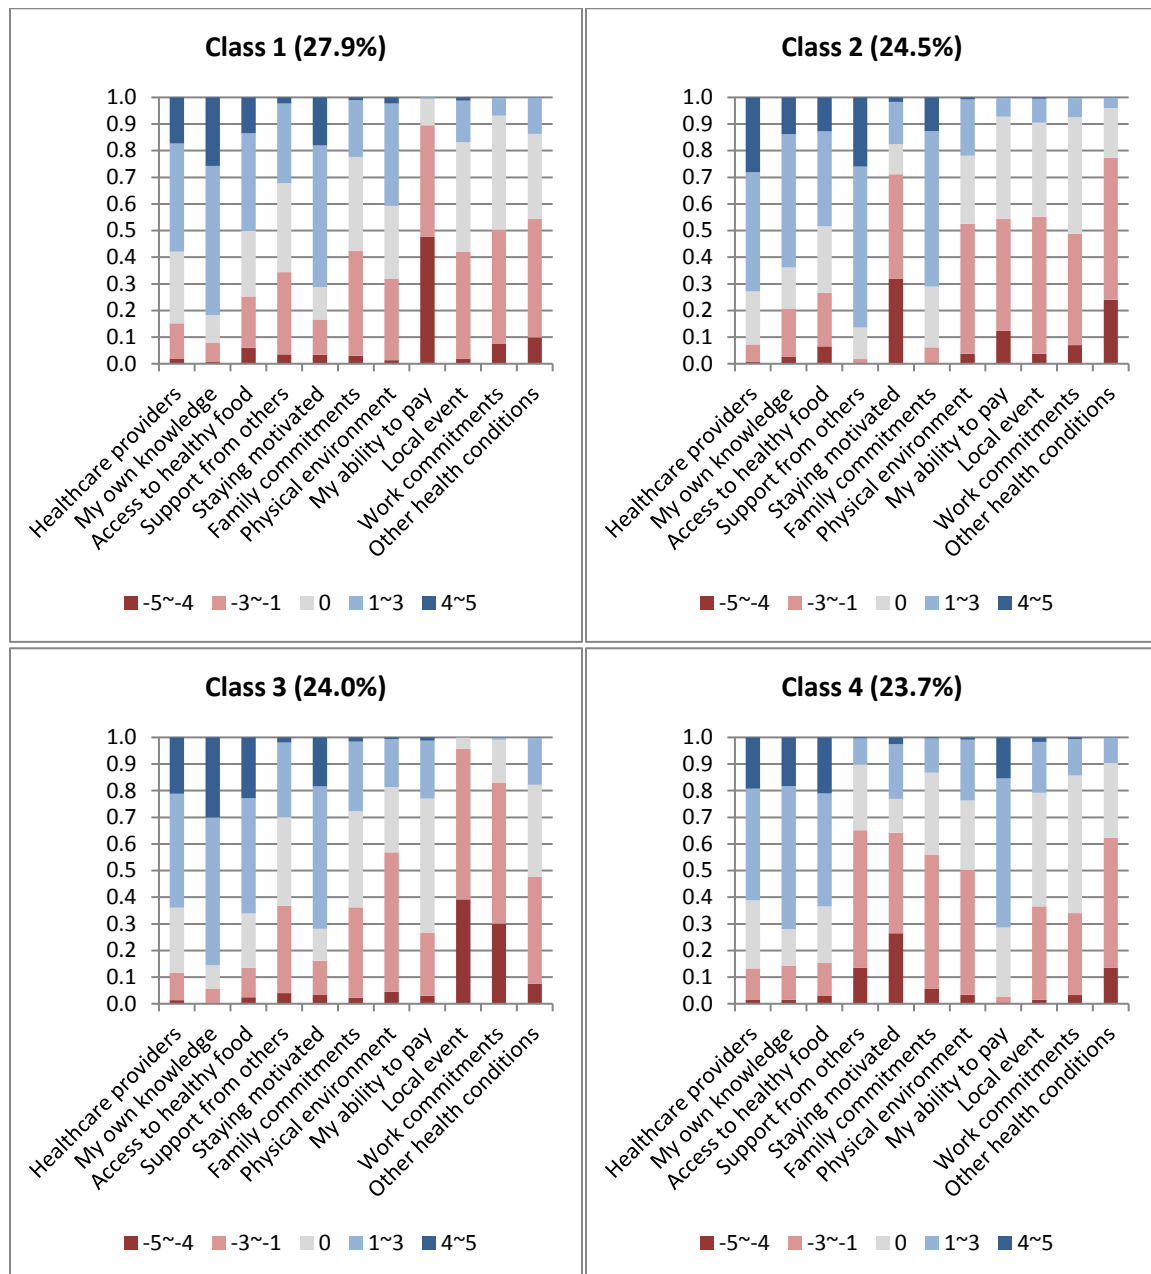 Class 1 (27.9%)
1.0
0.9
0.8
0.7
0.6
0.5
0.4
0.3
0.2
0.1
0.0
Healthcare providers
My own knowledge
Access to healthy food
Support from others
Staying motivated
Family commitments
Physical environment
My ability to pay
Local event
Work commitments
Other health conditions
-5~-4 -3~-1 0 1~3 4~5
Class 2 (24.5%)
1.0
0.9
0.8
0.7
0.6
0.5
0.4
0.3
0.2
0.1
0.0
Healthcare providers
My own knowledge
Access to healthy food
Support from others
Staying motivated
Family commitments
Physical environment
My ability to pay
Local event
Work commitments
Other health conditions
-5~-4 -3~-1 0 1~3 4~5
Class 3 (24.0%)
1.0
0.9
0.8
0.7
0.6
0.5
0.4
0.3
0.2
0.1
0.0
Healthcare providers
My own knowledge
Access to healthy food
Support from others
Staying motivated
Family commitments
Physical environment
My ability to pay
Local event
Work commitments
Other health conditions
-5~-4 -3~-1 0 1~3 4~5
Class 4 (23.7%)
1.0
0.9
0.8
0.7
0.6
0.5
0.4
0.3
0.2
0.1
0.0
Healthcare providers
My own knowledge
Access to healthy food
Support from others
Staying motivated
Family commitments
Physical environment
My ability to pay
Local event
Work commitments
Other health conditions
-5~-4 -3~-1 0 1~3 4~5